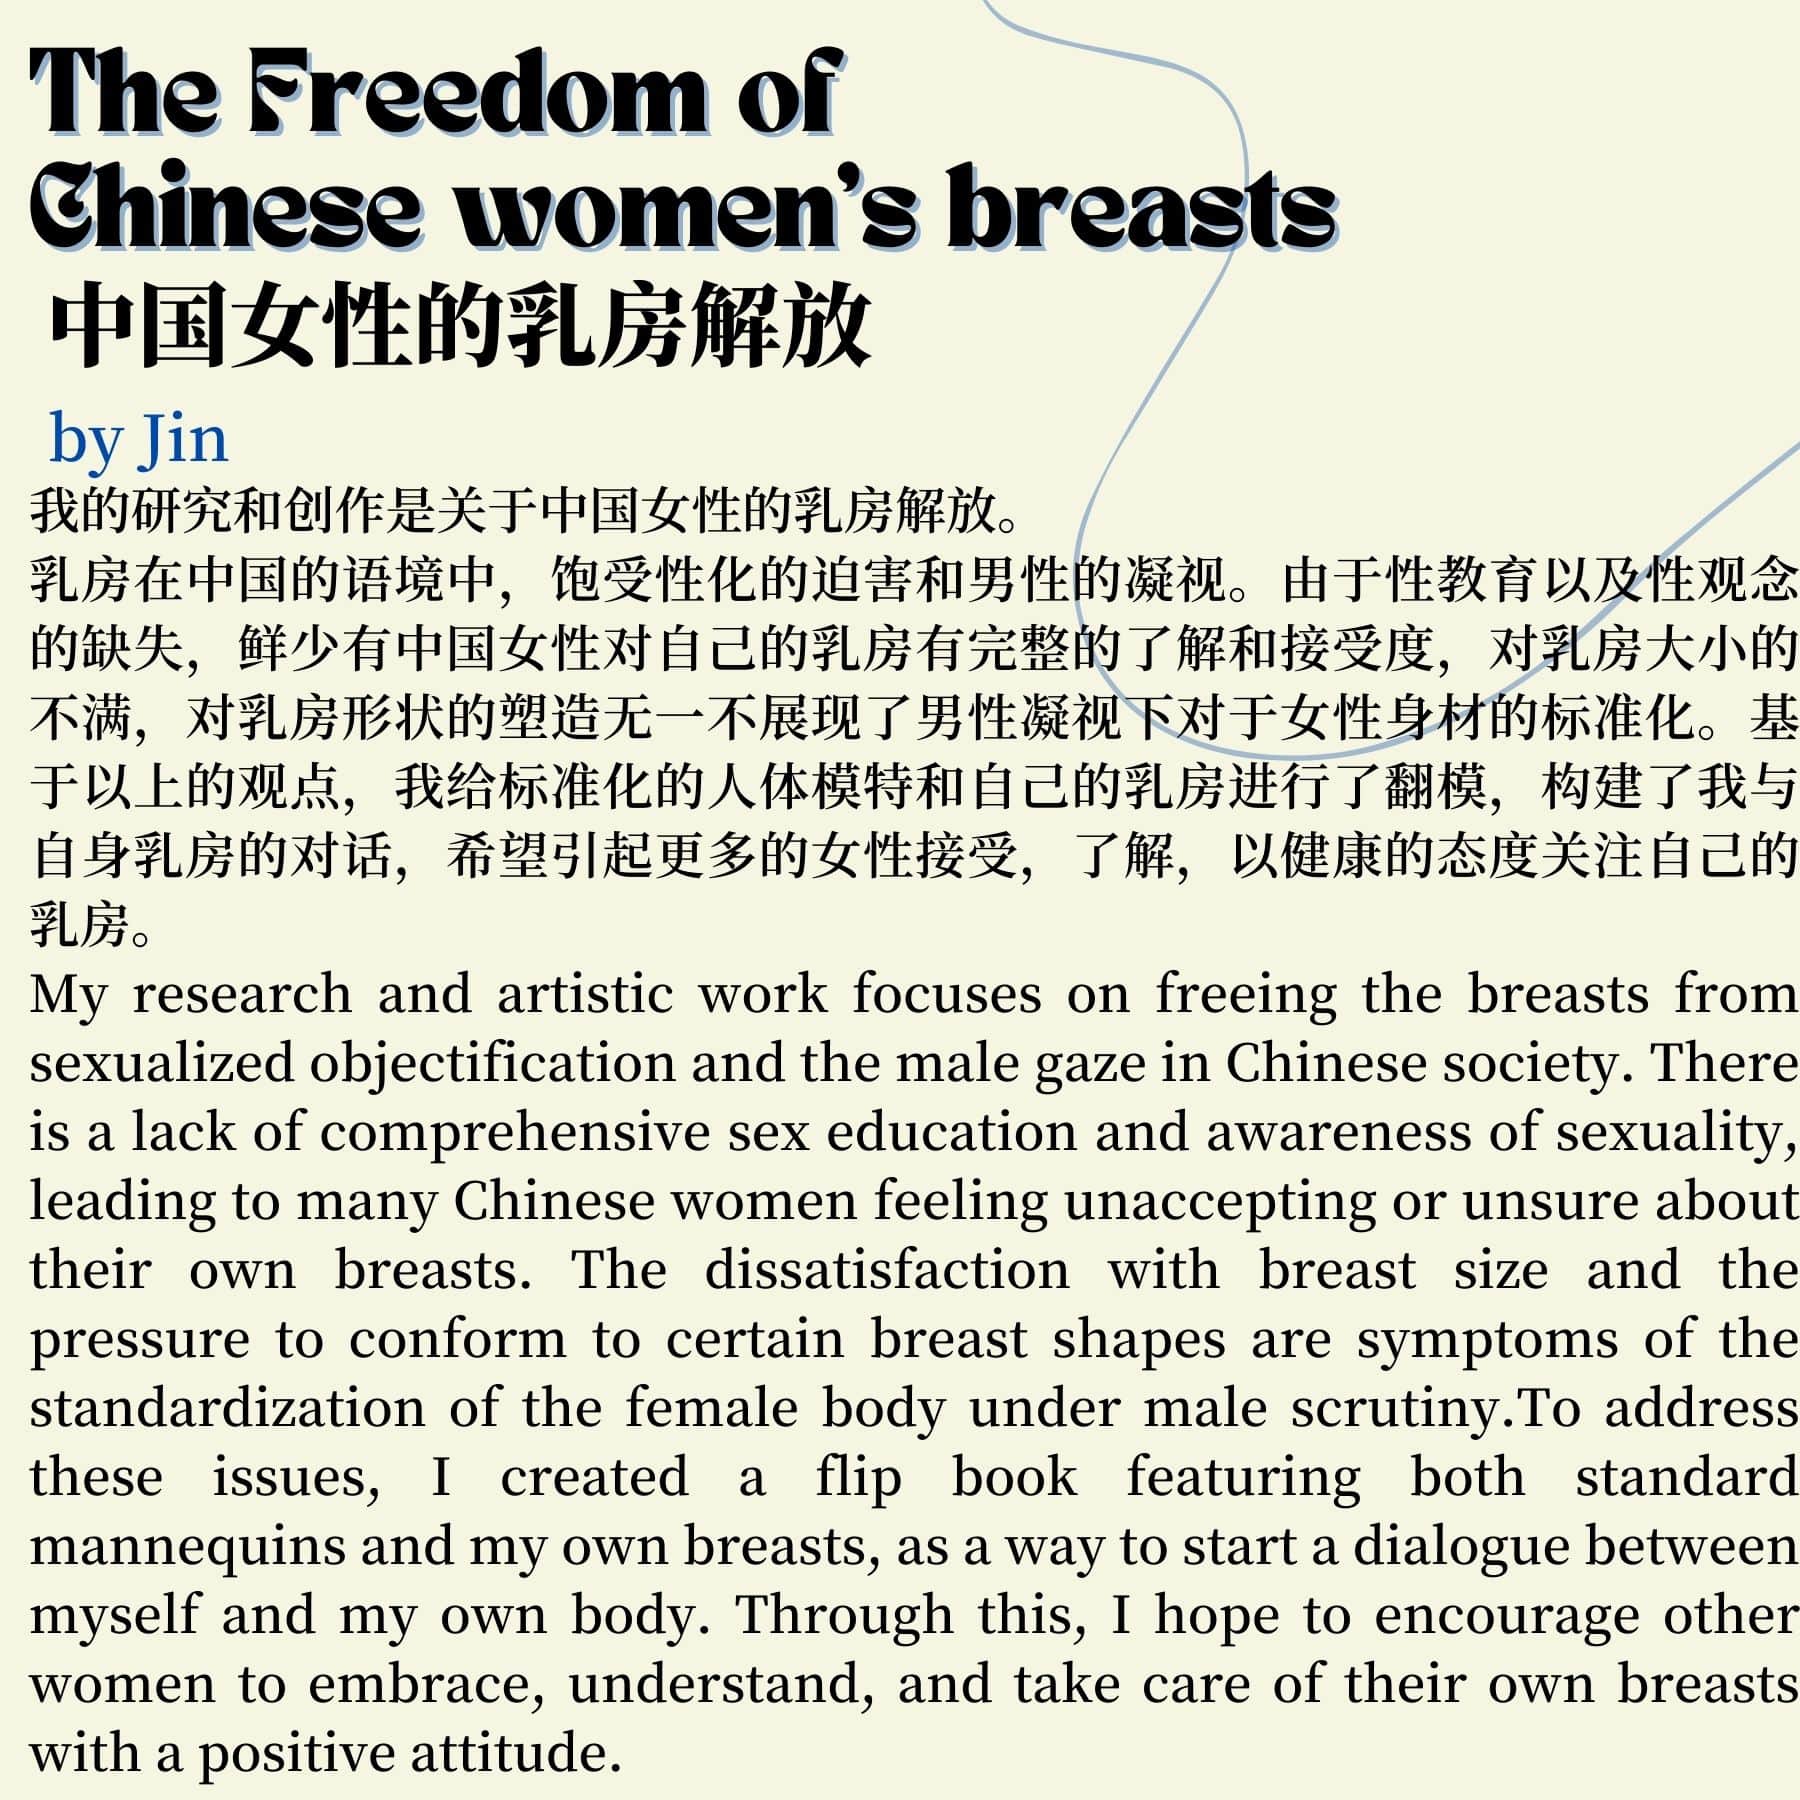 The Freedom of
Chinese women's breasts
中国女性的乳房解放
by Jin
我的研究和创作是关于中国女性的乳房解放。
乳房在中国的语境中，饱受性化的迫害和男性的凝视。由于性教育以及性观念
的缺失，鲜少有中国女性对自己的乳房有完整的了解和接受度，对乳房大小的
不满，对乳房形状的塑造无一不展现了男性凝视下对于女性身材的标准化。基
于以上的观点，我给标准化的人体模特和自己的乳房进行了翻模，构建了我与
自身乳房的对话，希望引起更多的女性接受，了解，以健康的态度关注自己的
乳房。
My research and artistic work focuses on freeing the breasts from
sexualized objectification and the male gaze in Chinese society. There
is a lack of comprehensive sex education and awareness of sexuality,
leading to many Chinese women feeling unaccepting or unsure about
their own breasts. The dissatisfaction with breast size and the
pressure to conform to certain breast shapes are symptoms of the
standardization of the female body under male scrutiny.To address
these issues, I created a flip book featuring both standard
mannequins and my own breasts, as a way to start a dialogue between
myself and my own body. Through this, I hope to encourage other
women to embrace, understand, and take care of their own breasts
with a positive attitude.